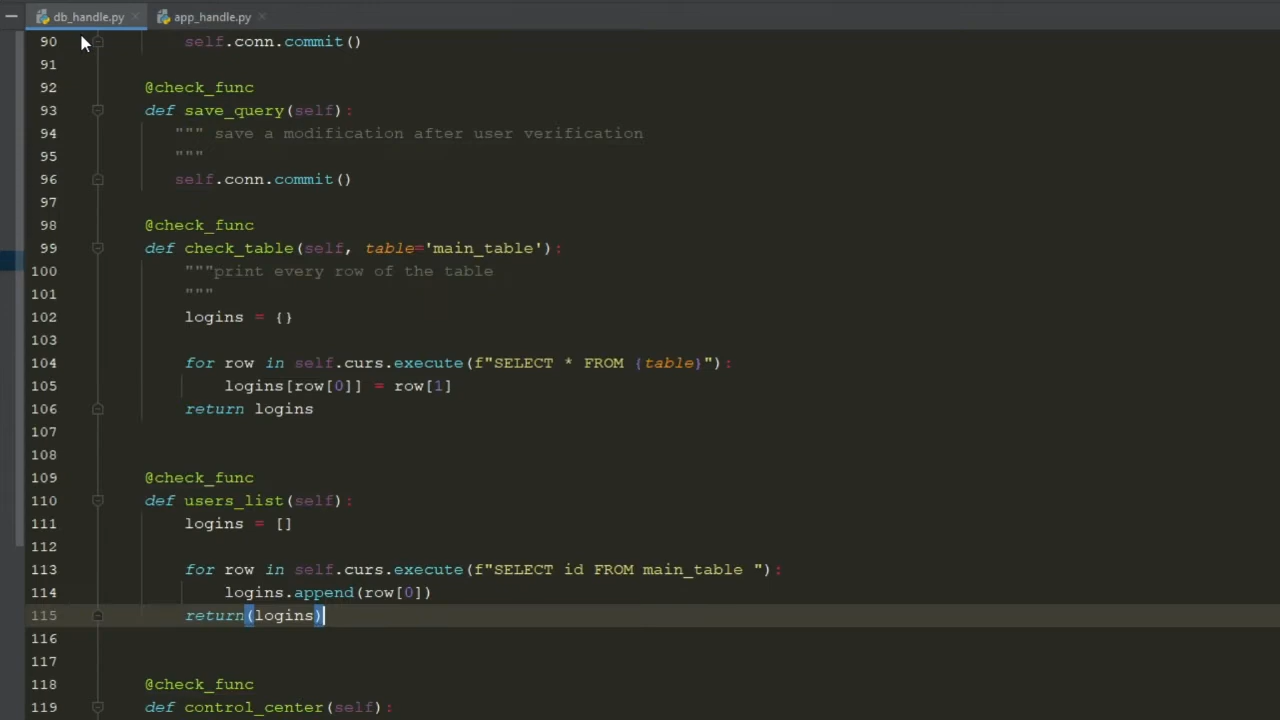 db_handle.py app_handle.py
90 self.conn.commit()
91
92 @check_func
93 def save_query(self):
94 """ save a modification after user verification
95 """
96 self.conn.commit()
97
98 @check_func
99 def check_table(self, table='main_table'):
100 """print every row of the table
101 """
102 logins = {}
103
104 for row in self.curs.execute(f"SELECT * FROM {table}"):
105 logins[row[0]] = row[1]
106 return logins
107
108
109 @check_func
110 def users_list(self):
111 logins = []
112
113 for row in self.curs.execute(f"SELECT id FROM main_table "):
114 logins.append(row[0])
115 return(logins)
116
117
118 @check_func
119 def control_center(self):